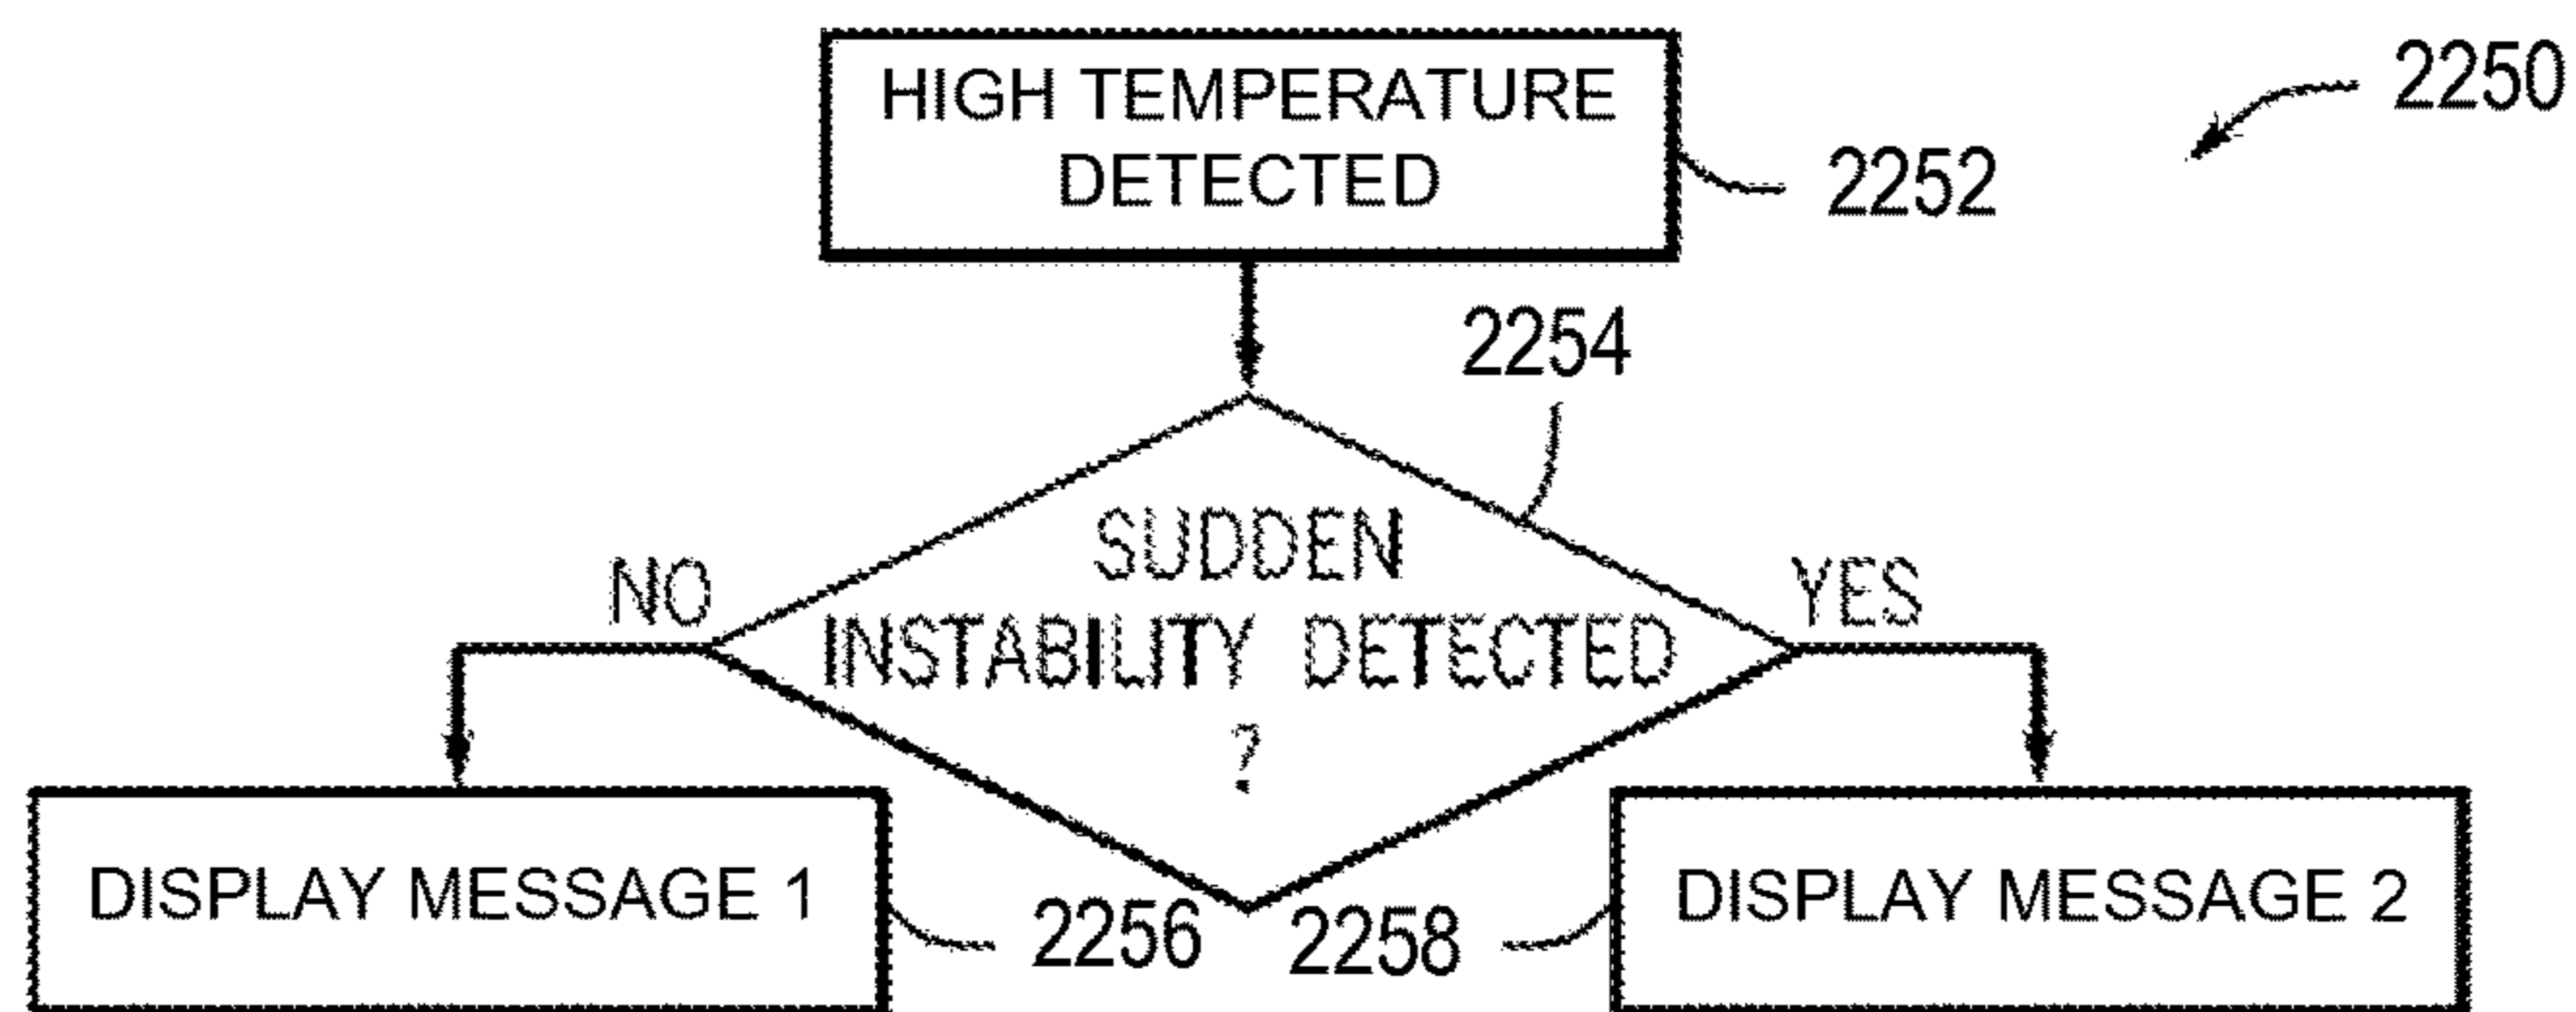 HIGH TEMPERATURE
DETECTED
2250
2252
2254
SUDDEN
INSTABILITY DETECTED
?
NO
YES
DISPLAY MESSAGE 1
2256
2258
DISPLAY MESSAGE 2